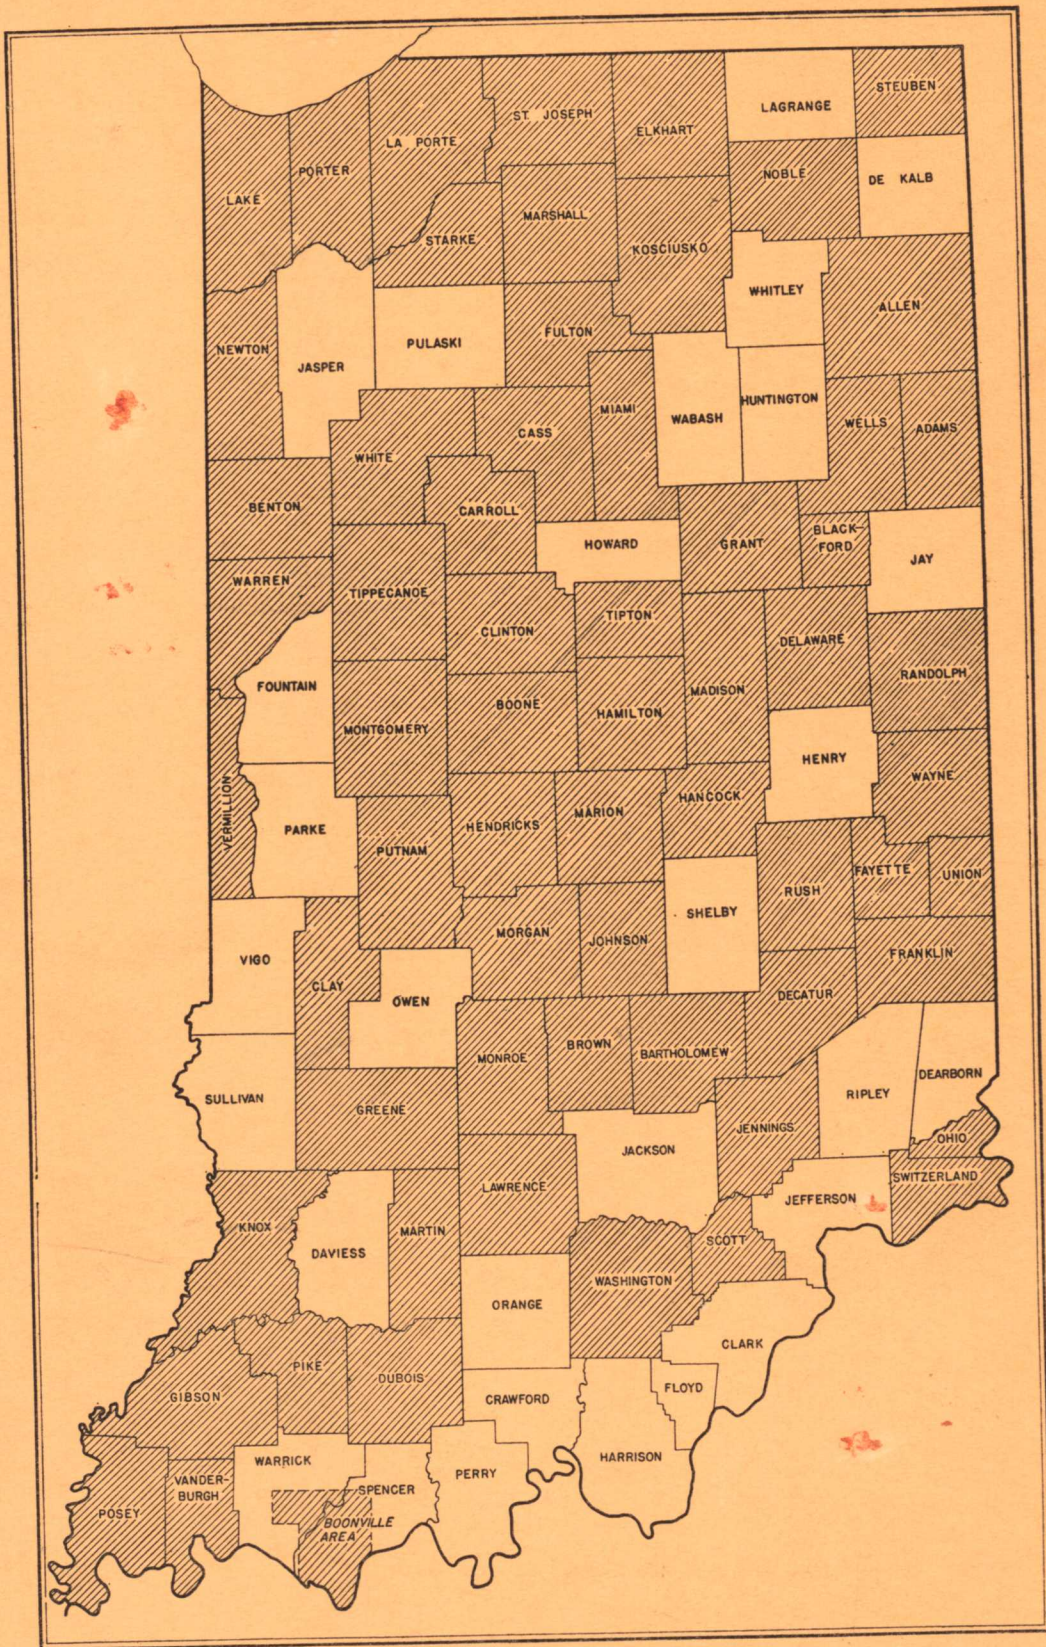 LAGRANGE
STEUBEN
ST. JOSEPH
ELKHART
LA PORTE
PORTER
LAKE
NOBLE
DE KALB
MARSHALL
STARKE
KOSCIUSKO
WHITLEY
ALLEN
FULTON
NEWTON
JASPER
PULASKI
MIAMI
WABASH
HUNTINGTON
WELLS
ADAMS
CASS
WHITE
BENTON
CARROLL
HOWARD
GRANT
BLACK-
FORD
JAY
WARREN
TIPPECANOE
CLINTON
TIPTON
DELAWARE
RANDOLPH
FOUNTAIN
MONTGOMERY
BOONE
HAMILTON
MADISON
HENRY
WAYNE
VERMILLION
PARKE
PUTNAM
HENDRICKS
MARION
HANCOCK
RUSH
FAYETTE
UNION
SHELBY
MORGAN
JOHNSON
FRANKLIN
VIGO
CLAY
OWEN
DECATUR
MONROE
BROWN
BARTHOLOMEW
RIPLEY
DEARBORN
SULLIVAN
GREENE
JACKSON
JENNINGS
OHIO
SWITZERLAND
LAWRENCE
JEFFERSON
KNOX
DAVIESS
MARTIN
SCOTT
WASHINGTON
ORANGE
CLARK
PIKE
DUBOIS
GIBSON
CRAWFORD
FLOYD
HARRISON
WARRICK
PERRY
VANDER-
BURGH
SPENCER
POSEY
BOONVILLE
AREA